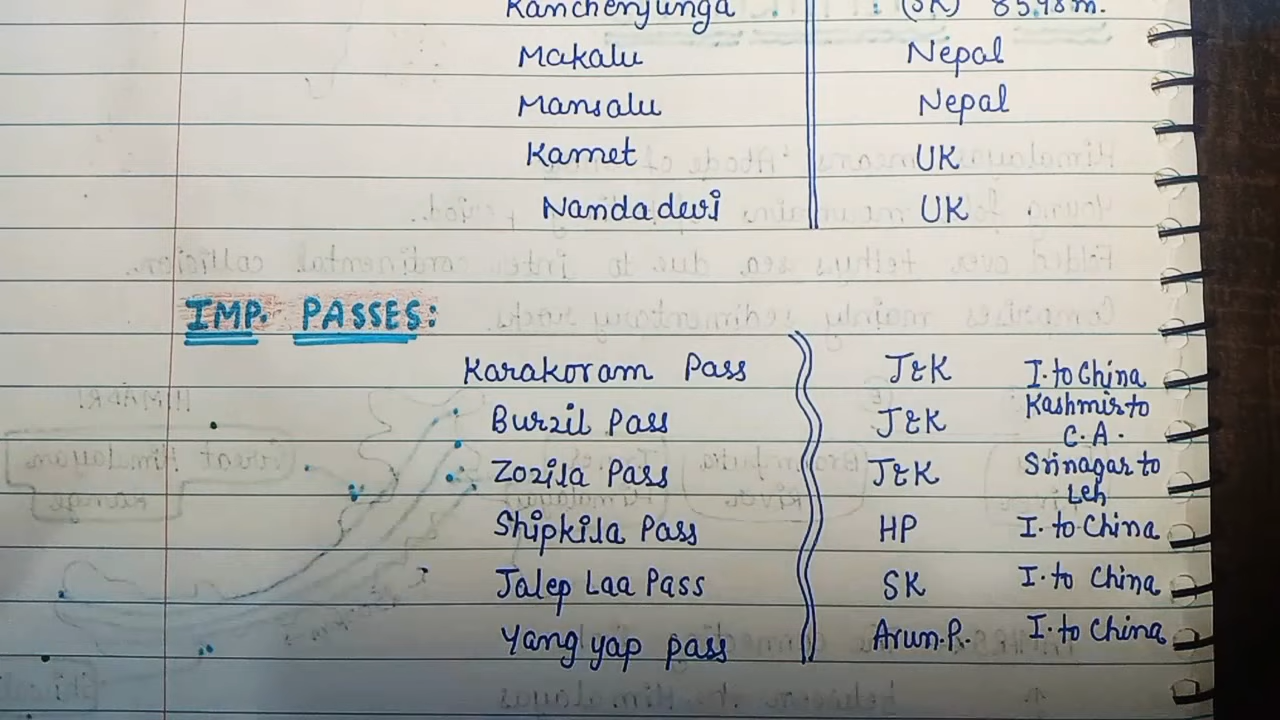 Kanchenjunga : (SK) 8598m.
Makalu Nepal
Mansalu Nepal
Kamet UK
Nanda devi UK
IMP. PASSES:
Karakoram Pass J&K I. to China
Burzil Pass J&K Kashmir to C.A.
Zozila Pass J&K Srinagar to Leh
Shipkila Pass HP I. to China
Jalep Laa Pass SK I. to China
Yangyap pass Arun.P. I. to China